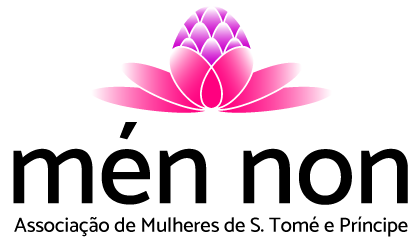 mén non
Associação de Mulheres de S. Tomé e Príncipe